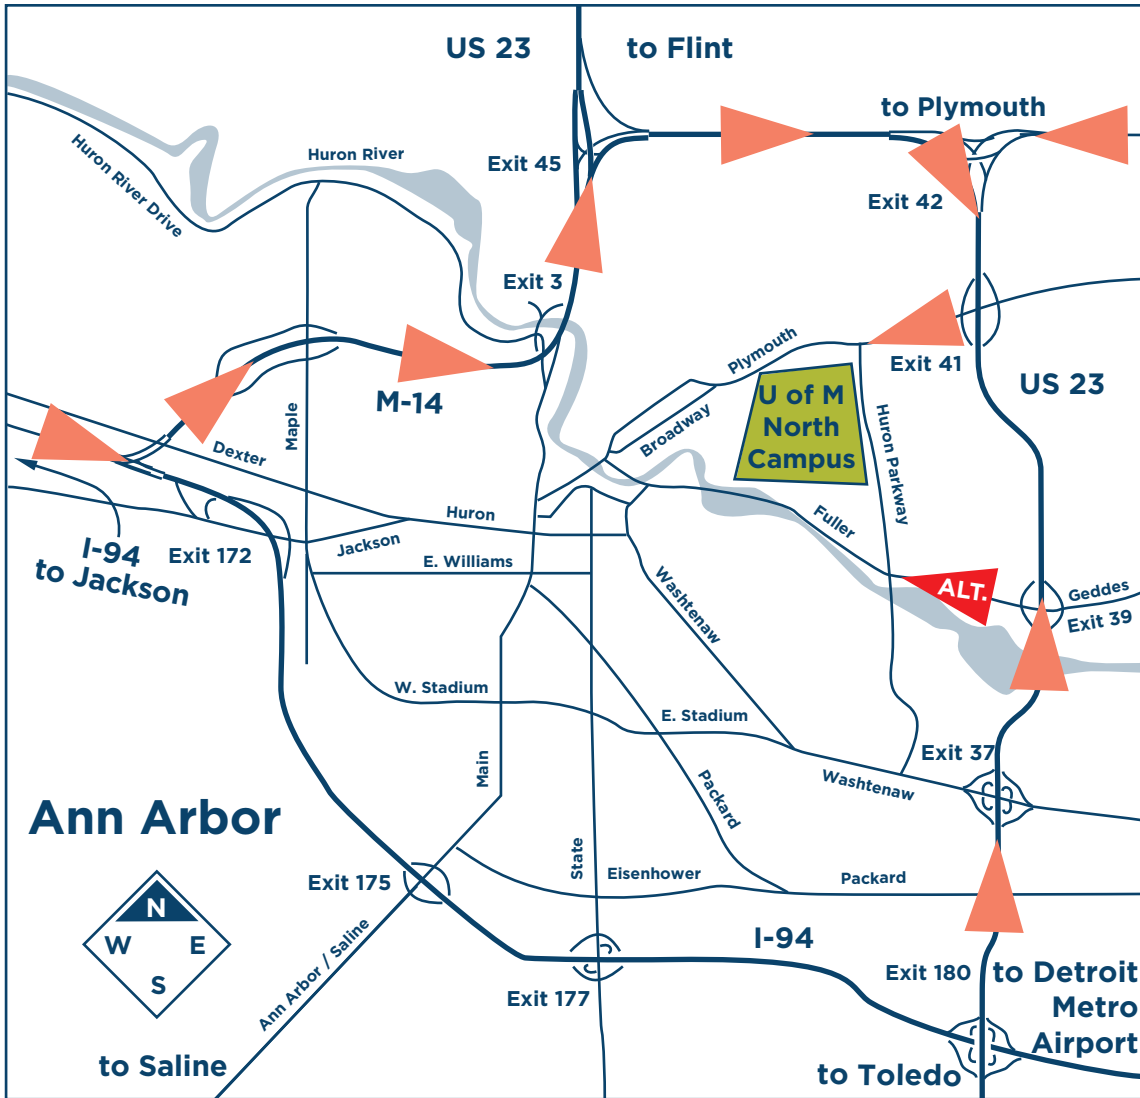 US 23
to Flint
to Plymouth
Huron River
Exit 45
Huron River Drive
Exit 42
Exit 3
Plymouth
Exit 41
US 23
M-14
U of M
North
Campus
Maple
Broadway
Huron Parkway
Dexter
Huron
Fuller
I-94
to Jackson
Exit 172
Jackson
E. Williams
Washtenaw
ALT.
Geddes
Exit 39
W. Stadium
E. Stadium
Main
Exit 37
Washtenaw
Packard
Ann Arbor
State
Eisenhower
Packard
Exit 175
N
W
E
S
I-94
Ann Arbor / Saline
Exit 177
Exit 180
to Detroit
Metro
Airport
to Saline
to Toledo